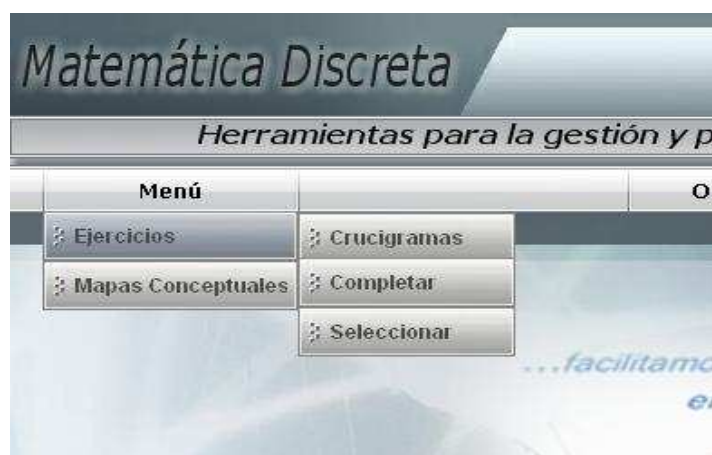 Matemática Discreta
Herramientas para la gestión y p
Menú O
Ejercicios Crucigramas
Mapas Conceptuales Completar
Seleccionar
...facilitamo
e